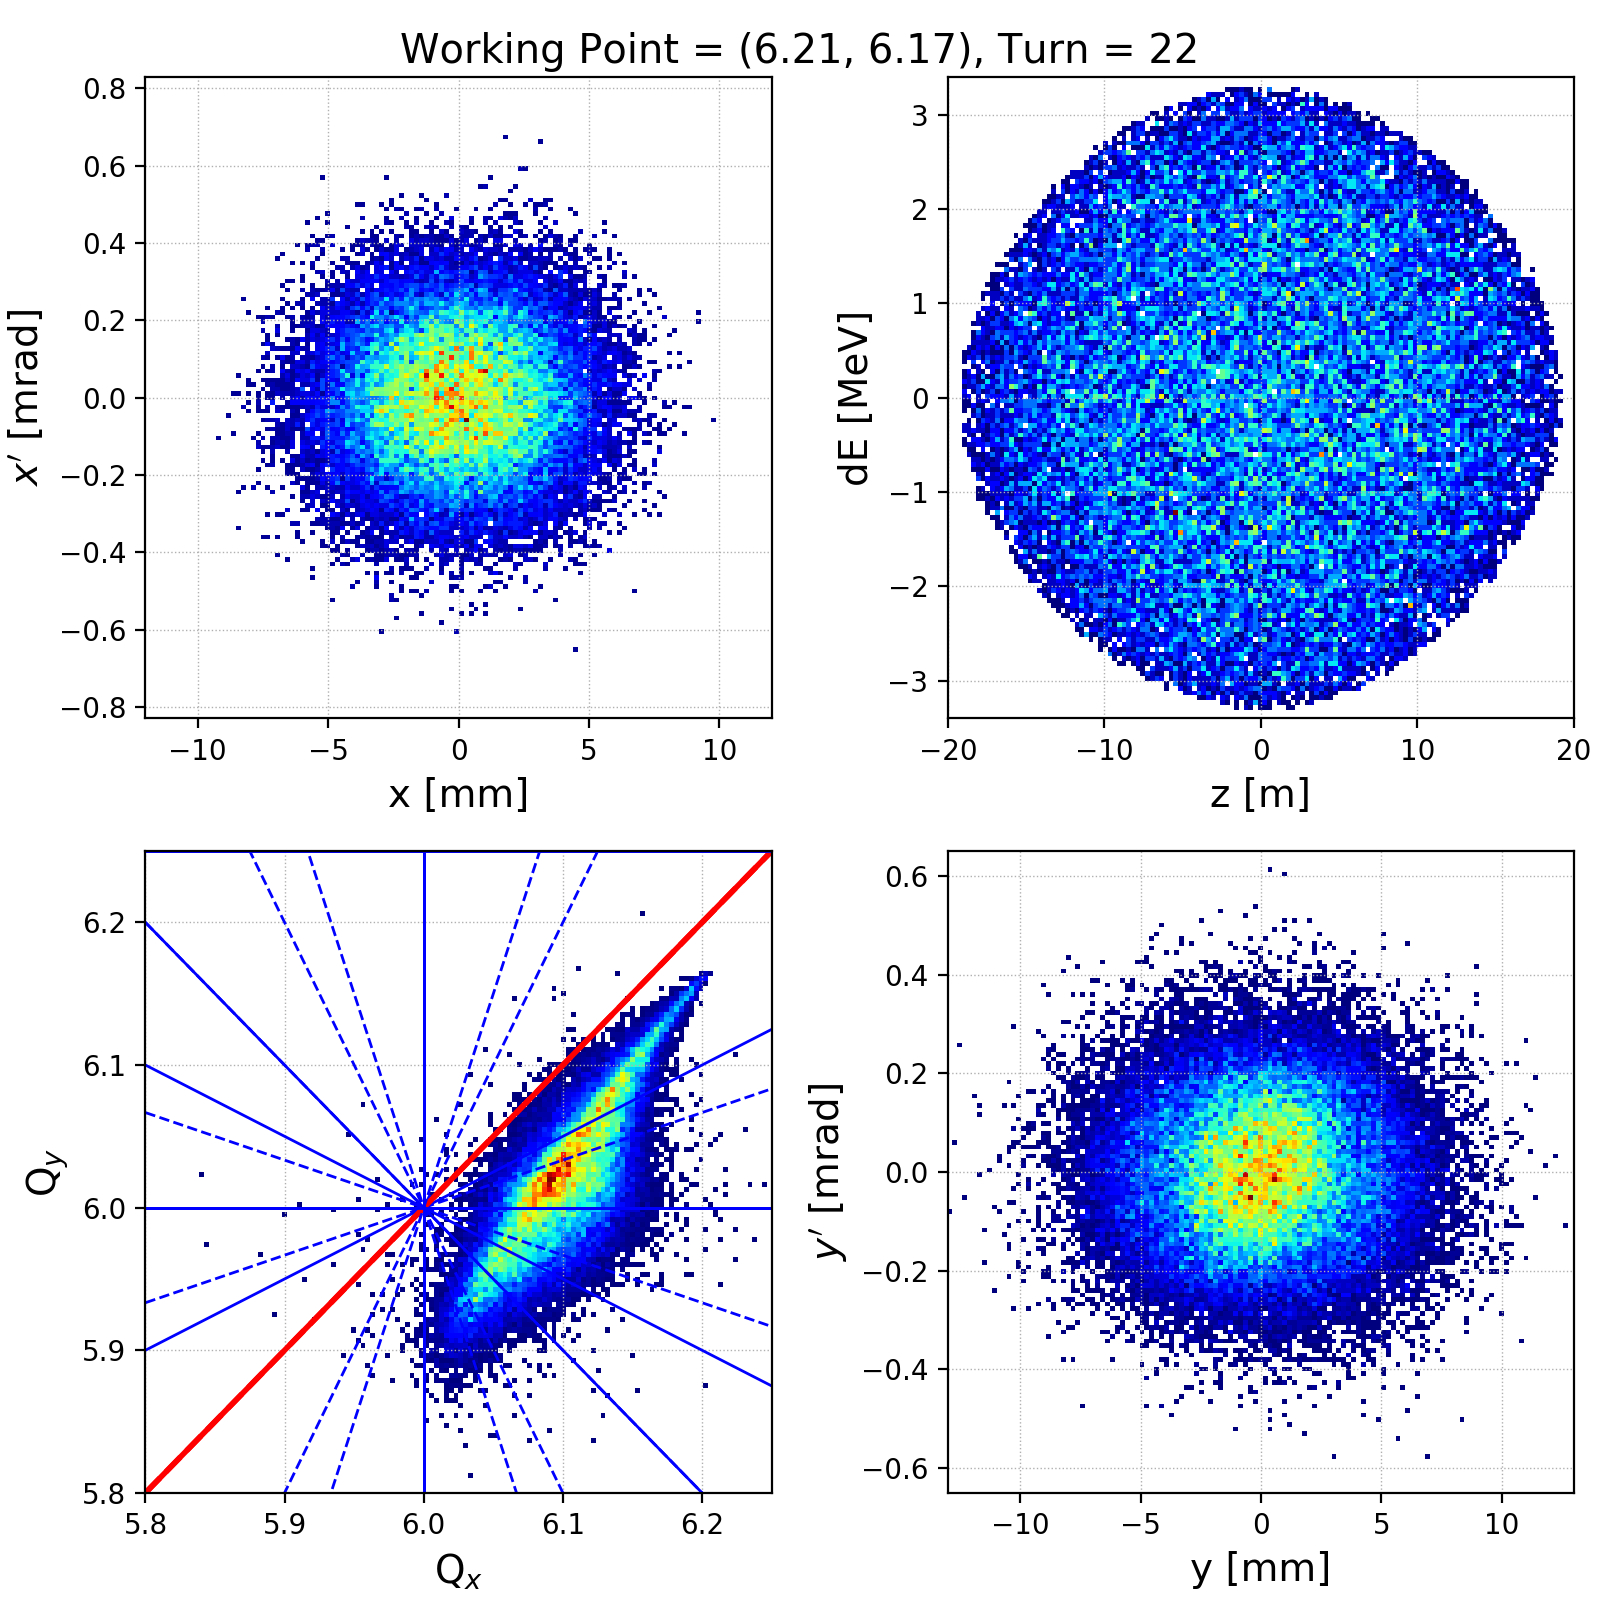 Working Point = (6.21, 6.17), Turn = 22
0.8
0.6
0.4
0.2
0.0
−0.2
−0.4
−0.6
−0.8
x′ [mrad]
−10 −5 0 5 10
x [mm]
3
2
1
0
−1
−2
−3
dE [MeV]
−20 −10 0 10 20
z [m]
6.2
6.1
6.0
5.9
5.8
Qy
5.8 5.9 6.0 6.1 6.2
Qx
0.6
0.4
0.2
0.0
−0.2
−0.4
−0.6
y′ [mrad]
−10 −5 0 5 10
y [mm]